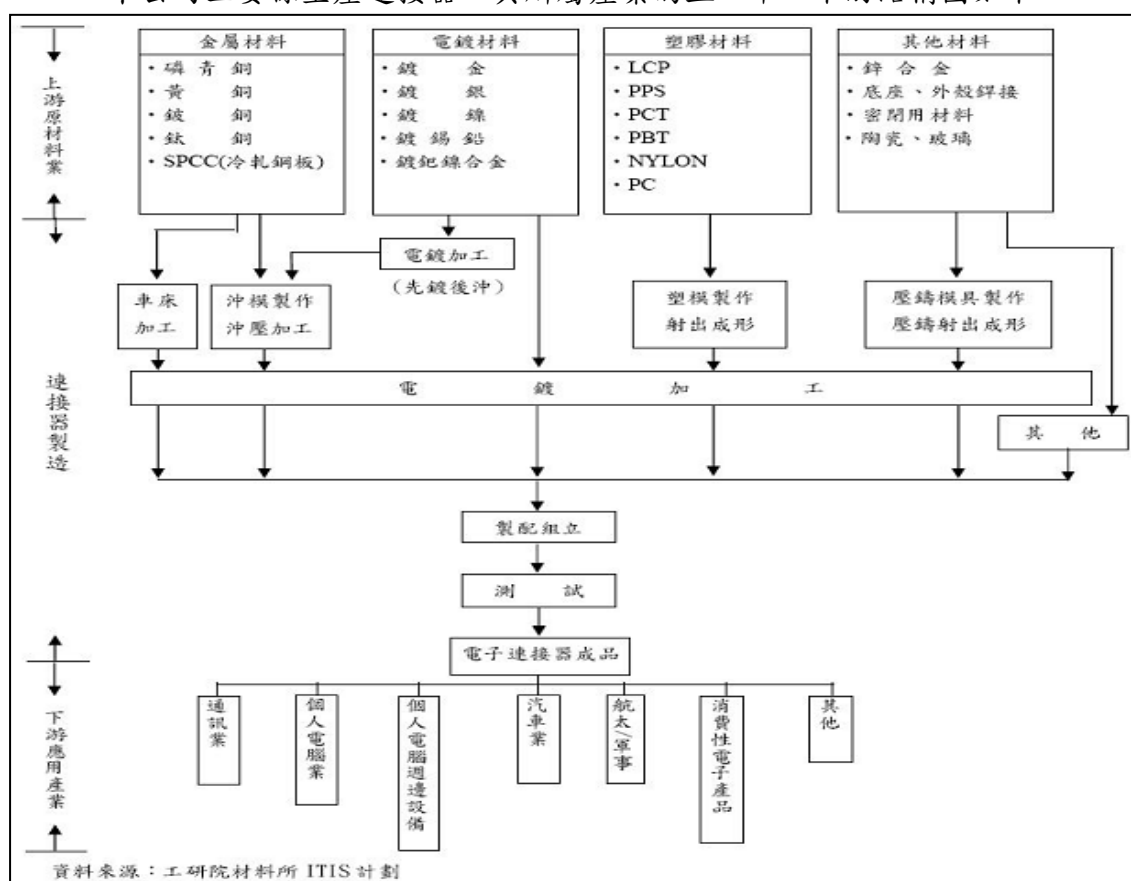 金屬材料
・磷青銅
・黃銅
・鈹銅
・鈦銅
・SPCC(冷軋鋼板)
電鍍材料
・鍍金
・鍍銀
・鍍鎳
・鍍錫鉛
・鍍鈀鎳合金
塑膠材料
・LCP
・PPS
・PCT
・PBT
・NYLON
・PC
其他材料
・鋅合金
・底座、外殼銲接
・密閉用材料
・陶瓷、玻璃
上游原材料業
電鍍加工
(先鍍後沖)
車床
加工
沖模製作
沖壓加工
塑模製作
射出成形
壓鑄模具製作
壓鑄射出成形
電鍍加工
其他
連接器製造
製配組立
測試
電子連接器成品
通訊業
個人電腦業
個人電腦週邊設備
汽車業
航太/軍事
消費性電子產品
其他
下游應用產業
資料來源：工研院材料所 ITIS 計劃